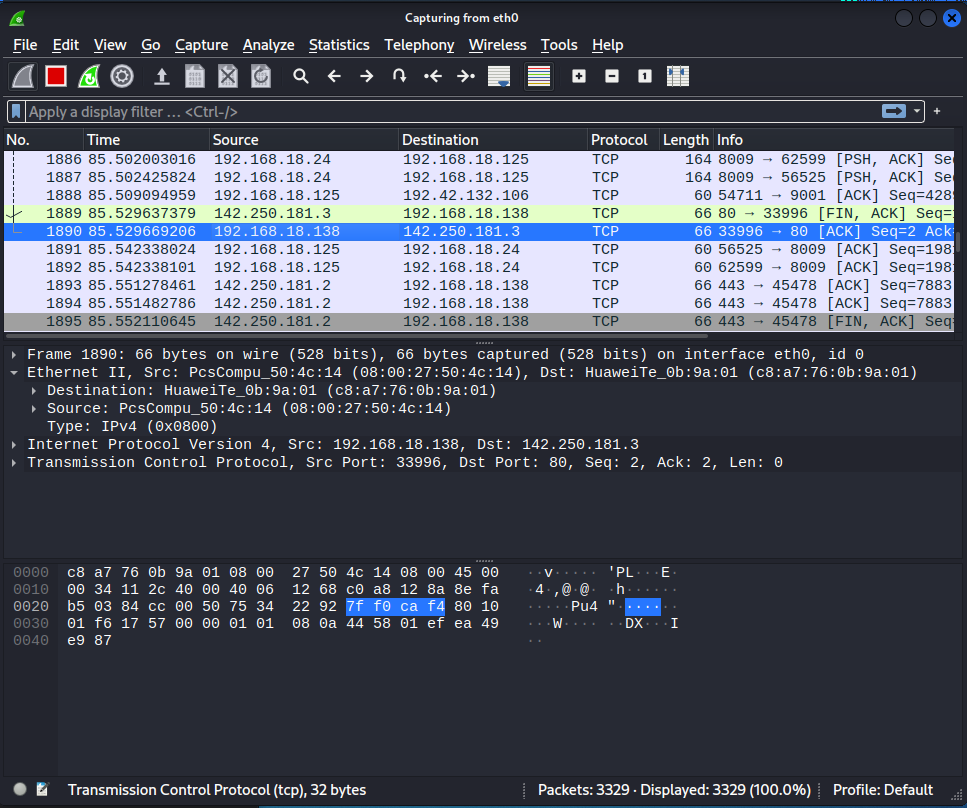 Capturing from eth0
File Edit View Go Capture Analyze Statistics Telephony Wireless Tools Help
Apply a display filter … <Ctrl-/>
No. Time Source Destination Protocol Length Info
1886 85.502003016 192.168.18.24 192.168.18.125 TCP 164 8009 → 62599 [PSH, ACK] Se
1887 85.502425824 192.168.18.24 192.168.18.125 TCP 164 8009 → 56525 [PSH, ACK] Se
1888 85.509094959 192.168.18.125 192.42.132.106 TCP 60 54711 → 9001 [ACK] Seq=428
1889 85.529637379 142.250.181.3 192.168.18.138 TCP 66 80 → 33996 [FIN, ACK] Seq=
1890 85.529669206 192.168.18.138 142.250.181.3 TCP 66 33996 → 80 [ACK] Seq=2 Ack
1891 85.542338024 192.168.18.125 192.168.18.24 TCP 60 56525 → 8009 [ACK] Seq=198
1892 85.542338101 192.168.18.125 192.168.18.24 TCP 60 62599 → 8009 [ACK] Seq=198
1893 85.551278461 142.250.181.2 192.168.18.138 TCP 66 443 → 45478 [ACK] Seq=7883
1894 85.551482786 142.250.181.2 192.168.18.138 TCP 66 443 → 45478 [ACK] Seq=7883
1895 85.552110645 142.250.181.2 192.168.18.138 TCP 66 443 → 45478 [FIN, ACK] Seq
Frame 1890: 66 bytes on wire (528 bits), 66 bytes captured (528 bits) on interface eth0, id 0
Ethernet II, Src: PcsCompu_50:4c:14 (08:00:27:50:4c:14), Dst: HuaweiTe_0b:9a:01 (c8:a7:76:0b:9a:01)
Destination: HuaweiTe_0b:9a:01 (c8:a7:76:0b:9a:01)
Source: PcsCompu_50:4c:14 (08:00:27:50:4c:14)
Type: IPv4 (0x0800)
Internet Protocol Version 4, Src: 192.168.18.138, Dst: 142.250.181.3
Transmission Control Protocol, Src Port: 33996, Dst Port: 80, Seq: 2, Ack: 2, Len: 0
0000 c8 a7 76 0b 9a 01 08 00 27 50 4c 14 08 00 45 00 ··v····· 'PL···E·
0010 00 34 11 2c 40 00 40 06 12 68 c0 a8 12 8a 8e fa ·4·,@·@· ·h······
0020 b5 03 84 cc 00 50 75 34 22 92 7f f0 ca f4 80 10 ·····Pu4 "·······
0030 01 f6 17 57 00 00 01 01 08 0a 44 58 01 ef ea 49 ···W···· ··DX···I
0040 e9 87 ··
Transmission Control Protocol (tcp), 32 bytes Packets: 3329 · Displayed: 3329 (100.0%) Profile: Default